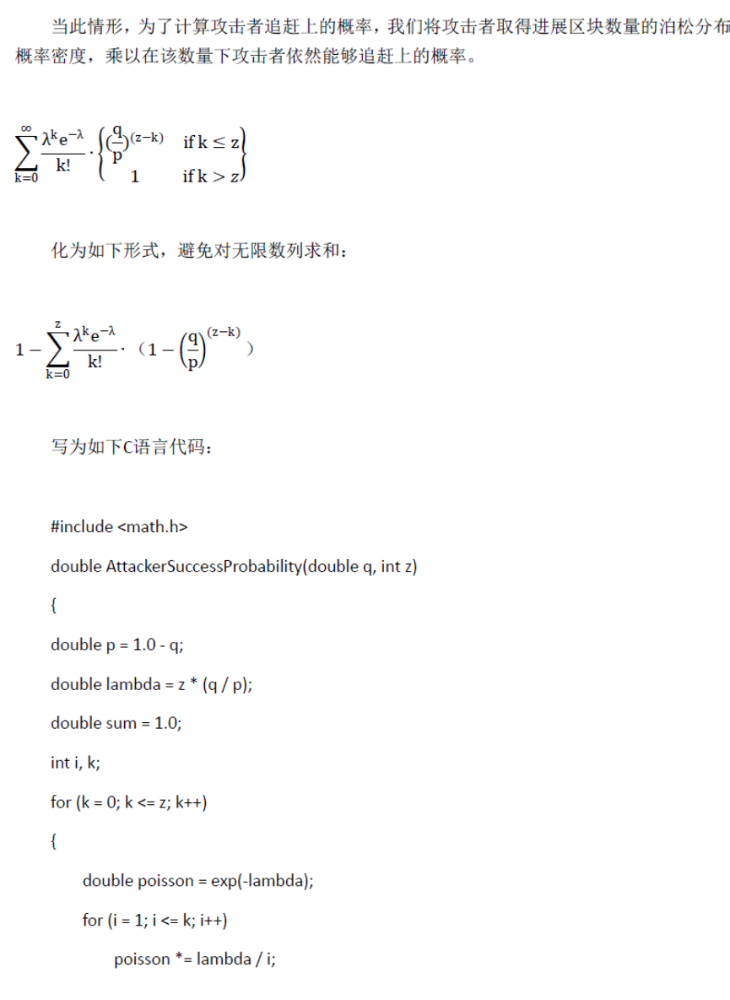 当此情形，为了计算攻击者追赶上的概率，我们将攻击者取得进展区块数量的泊松分布
概率密度，乘以在该数量下攻击者依然能够追赶上的概率。
∑_{k=0}^{∞} λ^k e^{−λ} / k! · { (q/p)^{(z−k)} if k ≤ z
1 if k > z }
化为如下形式，避免对无限数列求和：
1 − ∑_{k=0}^{z} λ^k e^{−λ} / k! · （1 − (q/p)^{(z−k)} ）
写为如下C语言代码：
#include <math.h>
double AttackerSuccessProbability(double q, int z)
{
double p = 1.0 - q;
double lambda = z * (q / p);
double sum = 1.0;
int i, k;
for (k = 0; k <= z; k++)
{
double poisson = exp(-lambda);
for (i = 1; i <= k; i++)
poisson *= lambda / i;